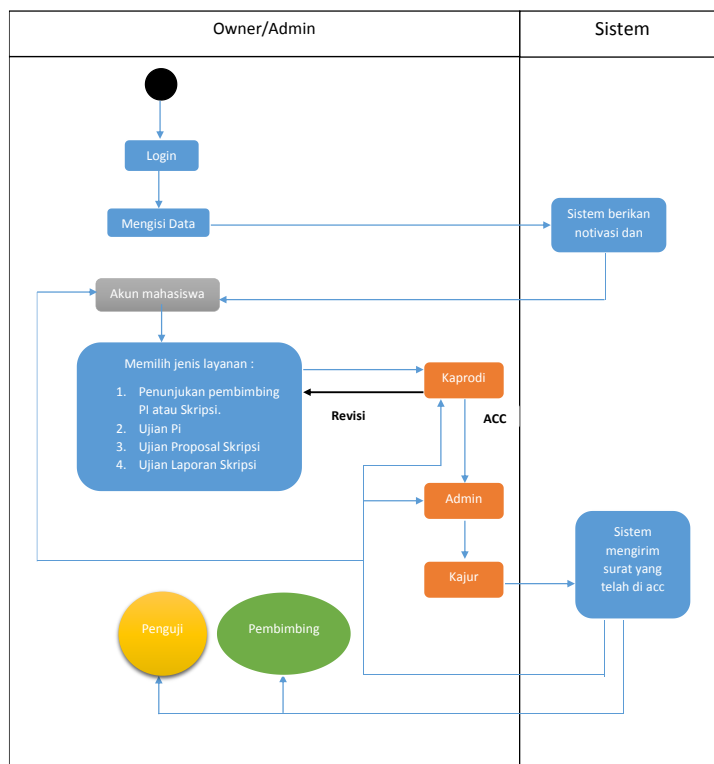 Owner/Admin
Sistem
Login
Mengisi Data
Sistem berikan
notivasi dan
Akun mahasiswa
Memilih jenis layanan :
1. Penunjukan pembimbing
PI atau Skripsi.
2. Ujian Pi
3. Ujian Proposal Skripsi
4. Ujian Laporan Skripsi
Kaprodi
Revisi
ACC
Admin
Kajur
Sistem
mengirim
surat yang
telah di acc
Penguji
Pembimbing